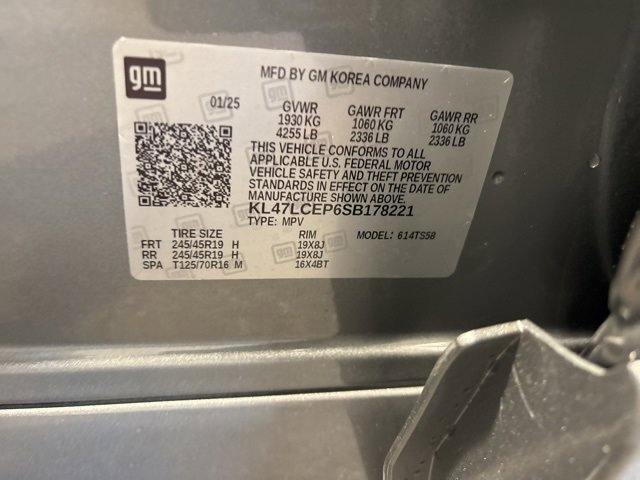 gm
MFD BY GM KOREA COMPANY
01/25
GVWR GAWR FRT GAWR RR
1930 KG 1060 KG 1060 KG
4255 LB 2336 LB 2336 LB
THIS VEHICLE CONFORMS TO ALL
APPLICABLE U.S. FEDERAL MOTOR
VEHICLE SAFETY AND THEFT PREVENTION
STANDARDS IN EFFECT ON THE DATE OF
MANUFACTURE SHOWN ABOVE.
KL47LCEP6SB178221
TYPE: MPV MODEL: 614TS58
TIRE SIZE RIM
FRT 245/45R19 H 19X8J
RR 245/45R19 H 19X8J
SPA T125/70R16 M 16X4BT